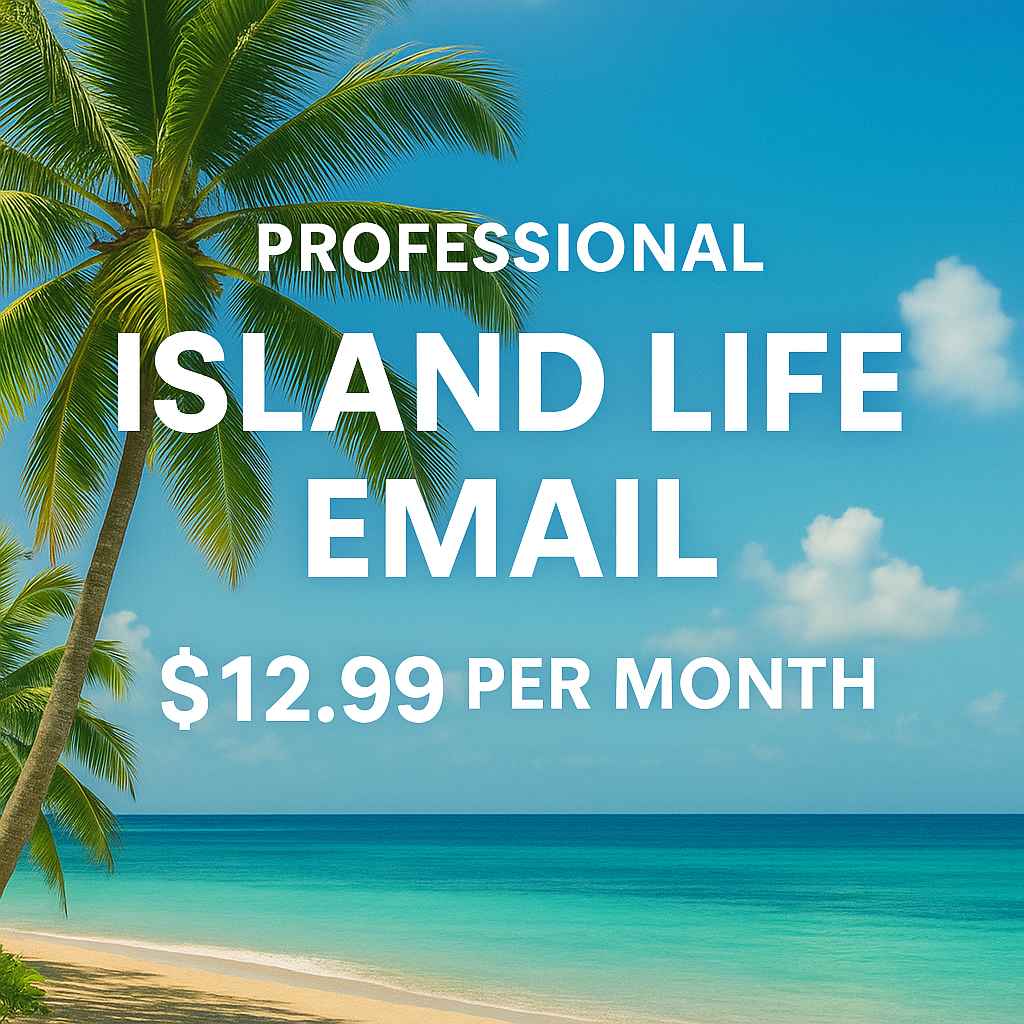 PROFESSIONAL
ISLAND LIFE
EMAIL
$12.99 PER MONTH